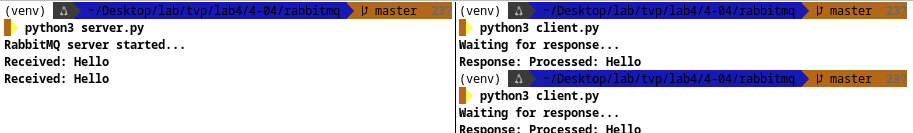 (venv) ~/Desktop/lab/tvp/lab4/4-04/rabbitmq master 23?
python3 server.py
RabbitMQ server started...
Received: Hello
Received: Hello
(venv) ~/Desktop/lab/tvp/lab4/4-04/rabbitmq master 23?
python3 client.py
Waiting for response...
Response: Processed: Hello
(venv) ~/Desktop/lab/tvp/lab4/4-04/rabbitmq master 23?
python3 client.py
Waiting for response...
Response: Processed: Hello